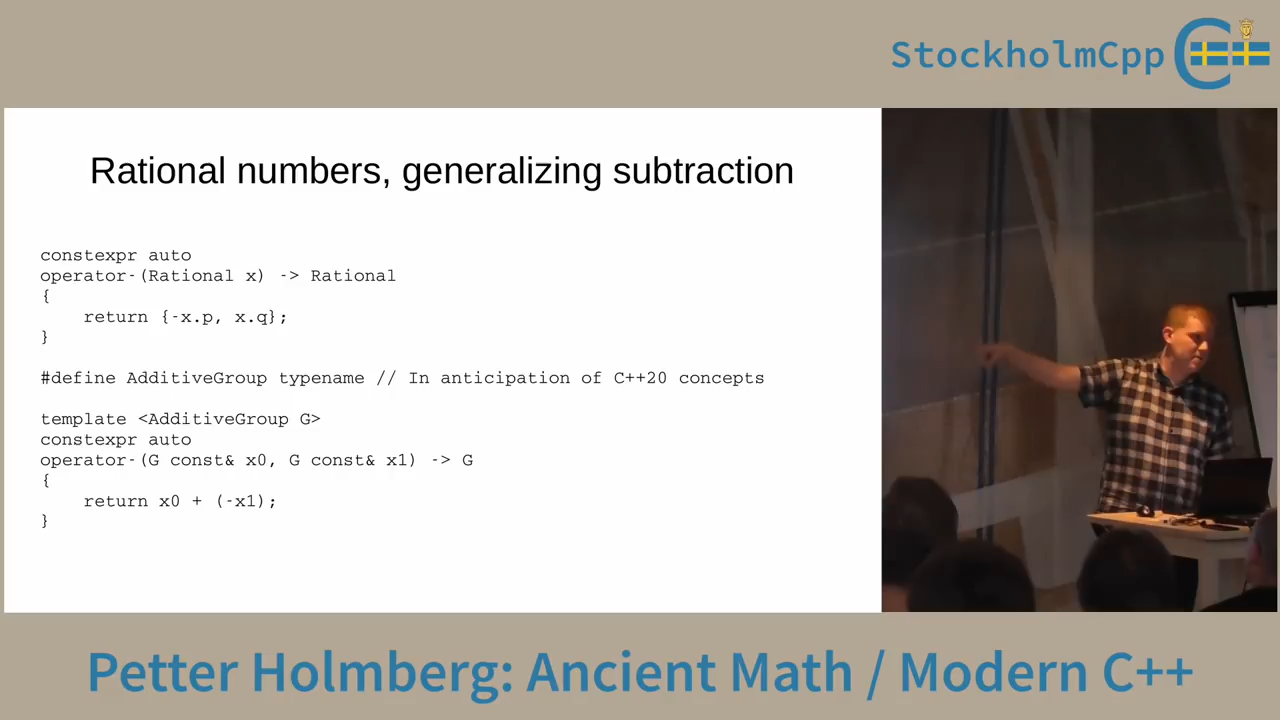 StockholmCpp
Rational numbers, generalizing subtraction
constexpr auto
operator-(Rational x) -> Rational
{
    return {-x.p, x.q};
}
#define AdditiveGroup typename // In anticipation of C++20 concepts
template <AdditiveGroup G>
constexpr auto
operator-(G const& x0, G const& x1) -> G
{
    return x0 + (-x1);
}
Petter Holmberg: Ancient Math / Modern C++